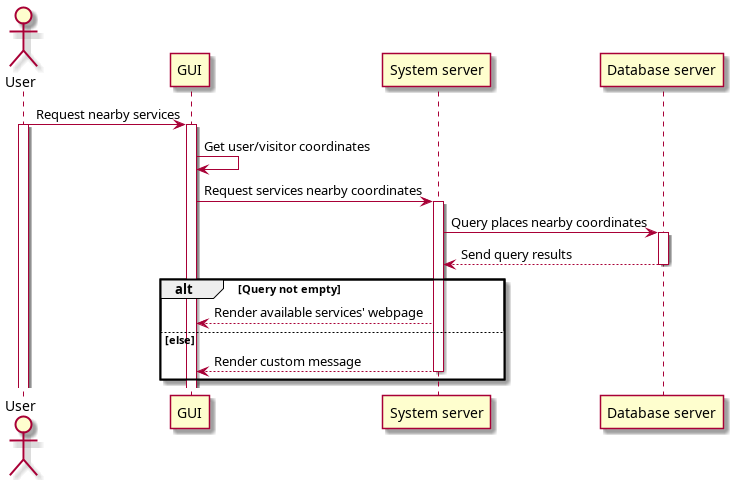 User
GUI
System server
Database server
Request nearby services
Get user/visitor coordinates
Request services nearby coordinates
Query places nearby coordinates
Send query results
alt [Query not empty]
Render available services' webpage
[else]
Render custom message
User
GUI
System server
Database server